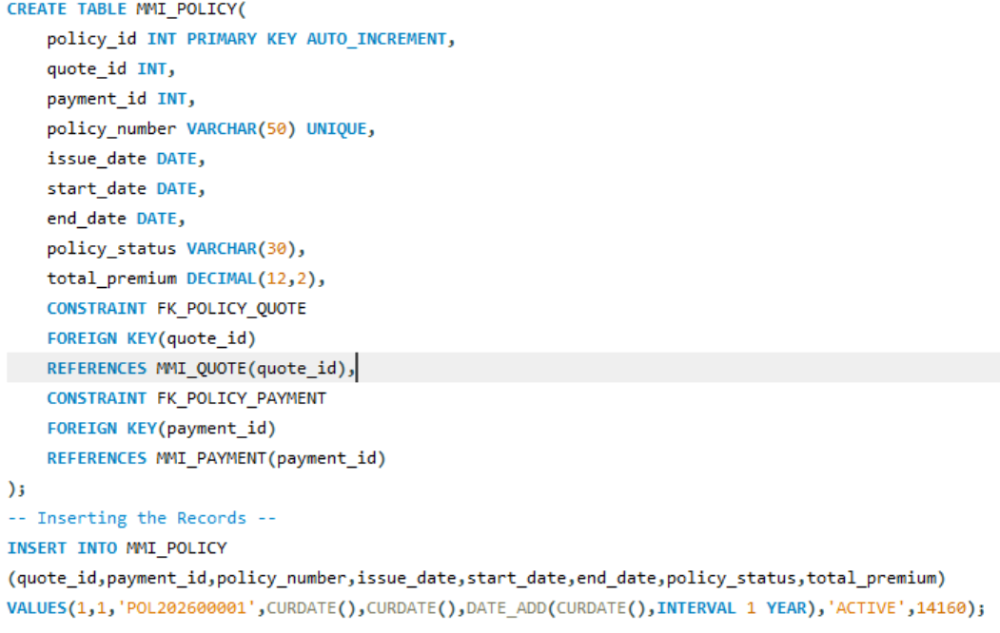 CREATE TABLE MMI_POLICY(
    policy_id INT PRIMARY KEY AUTO_INCREMENT,
    quote_id INT,
    payment_id INT,
    policy_number VARCHAR(50) UNIQUE,
    issue_date DATE,
    start_date DATE,
    end_date DATE,
    policy_status VARCHAR(30),
    total_premium DECIMAL(12,2),
    CONSTRAINT FK_POLICY_QUOTE
    FOREIGN KEY(quote_id)
    REFERENCES MMI_QUOTE(quote_id),
    CONSTRAINT FK_POLICY_PAYMENT
    FOREIGN KEY(payment_id)
    REFERENCES MMI_PAYMENT(payment_id)
);
-- Inserting the Records --
INSERT INTO MMI_POLICY
(quote_id,payment_id,policy_number,issue_date,start_date,end_date,policy_status,total_premium)
VALUES(1,1,'POL202600001',CURDATE(),CURDATE(),DATE_ADD(CURDATE(),INTERVAL 1 YEAR),'ACTIVE',14160);